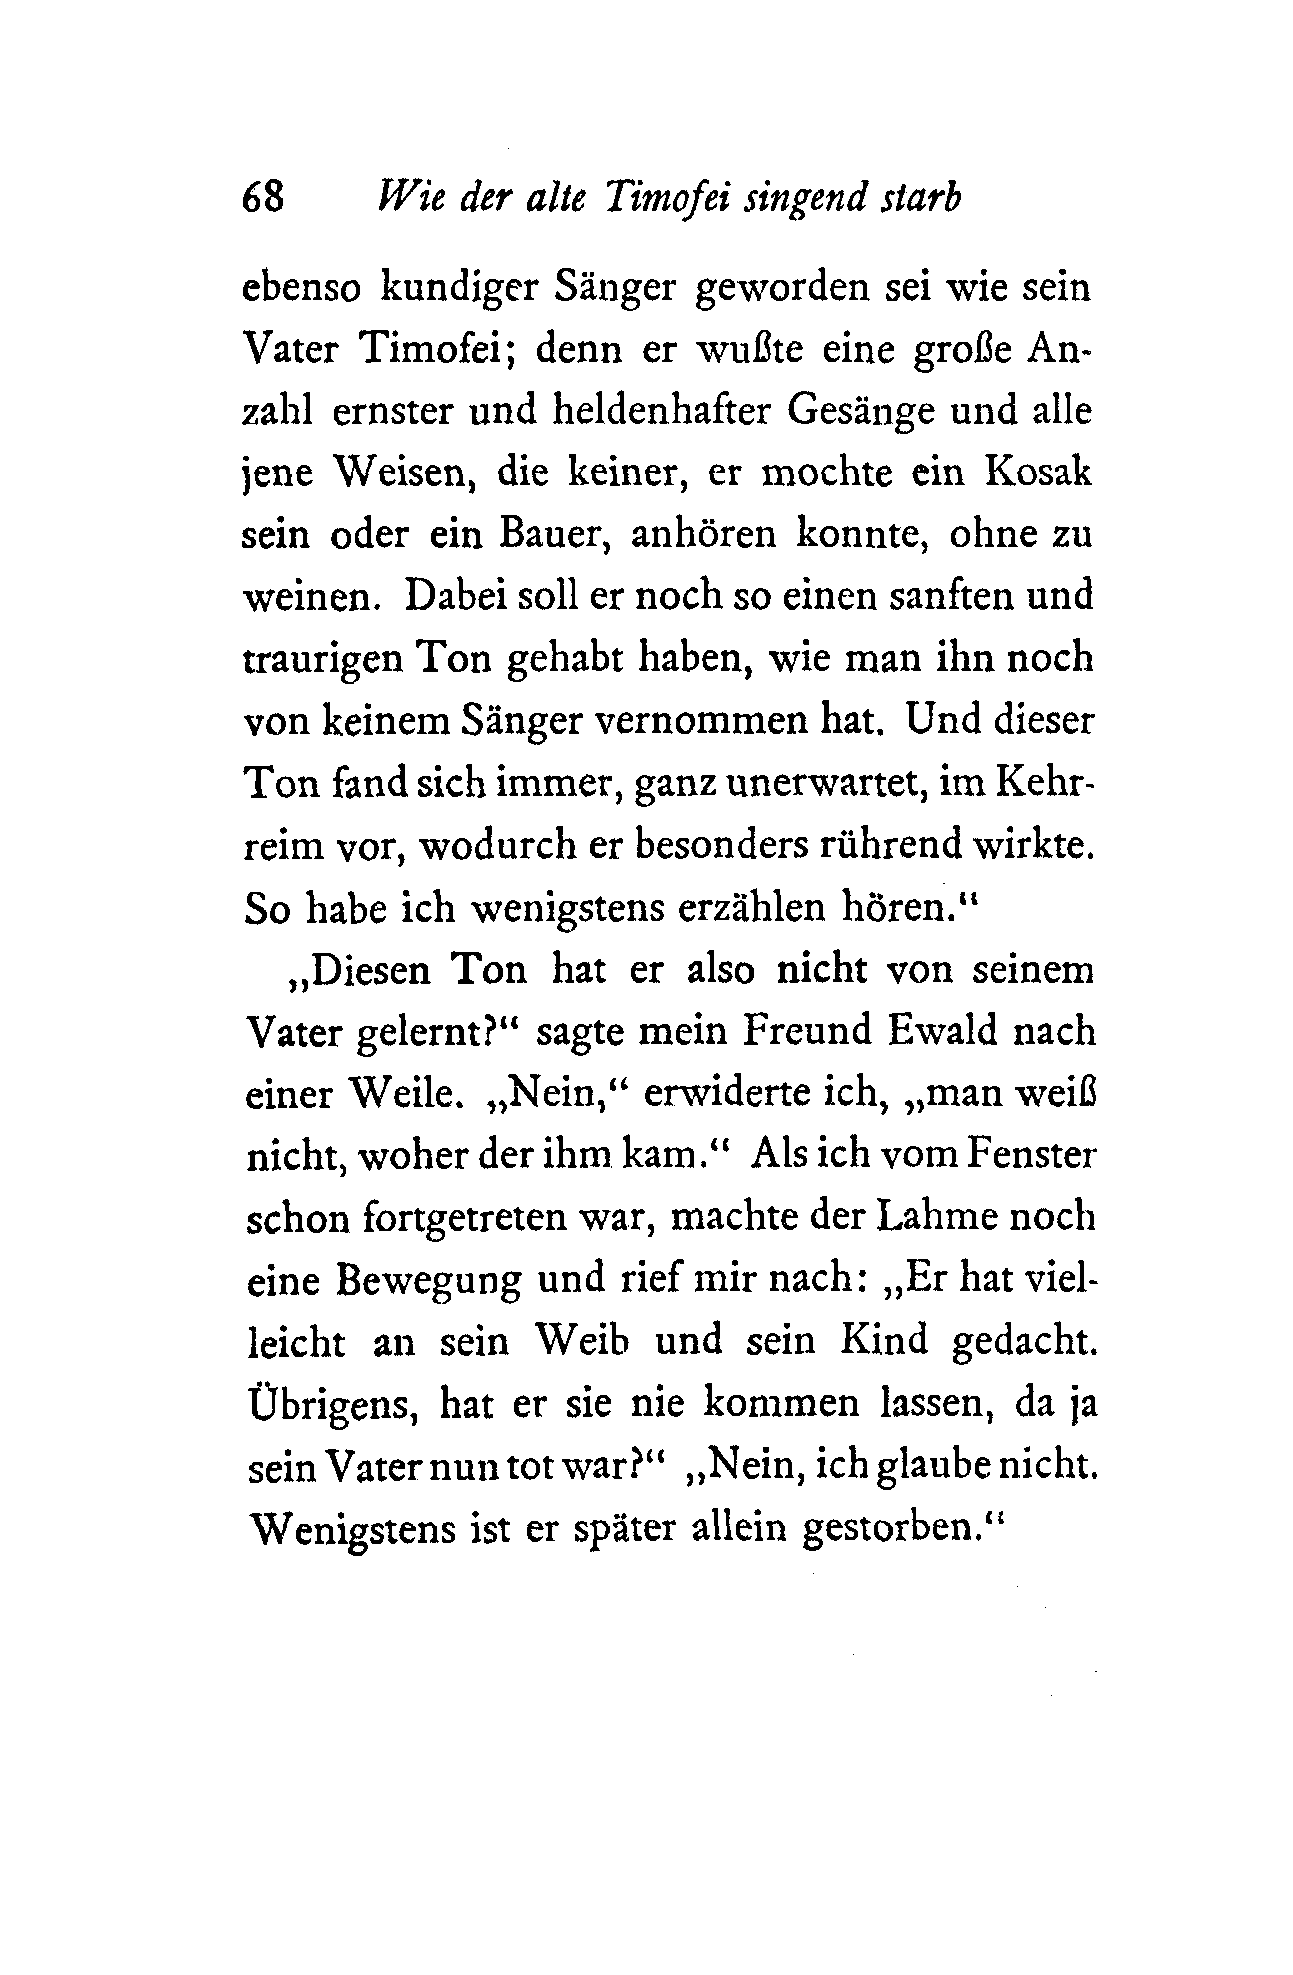 68 Wie der alte Timofei singend starb
ebenso kundiger Sänger geworden sei wie sein
Vater Timofei; denn er wußte eine große An-
zahl ernster und heldenhafter Gesänge und alle
jene Weisen, die keiner, er mochte ein Kosak
sein oder ein Bauer, anhören konnte, ohne zu
weinen. Dabei soll er noch so einen sanften und
traurigen Ton gehabt haben, wie man ihn noch
von keinem Sänger vernommen hat. Und dieser
Ton fand sich immer, ganz unerwartet, im Kehr-
reim vor, wodurch er besonders rührend wirkte.
So habe ich wenigstens erzählen hören.“
„Diesen Ton hat er also nicht von seinem
Vater gelernt?“ sagte mein Freund Ewald nach
einer Weile. „Nein,“ erwiderte ich, „man weiß
nicht, woher der ihm kam.“ Als ich vom Fenster
schon fortgetreten war, machte der Lahme noch
eine Bewegung und rief mir nach: „Er hat viel-
leicht an sein Weib und sein Kind gedacht.
Übrigens, hat er sie nie kommen lassen, da ja
sein Vater nun tot war?“ „Nein, ich glaube nicht.
Wenigstens ist er später allein gestorben.“